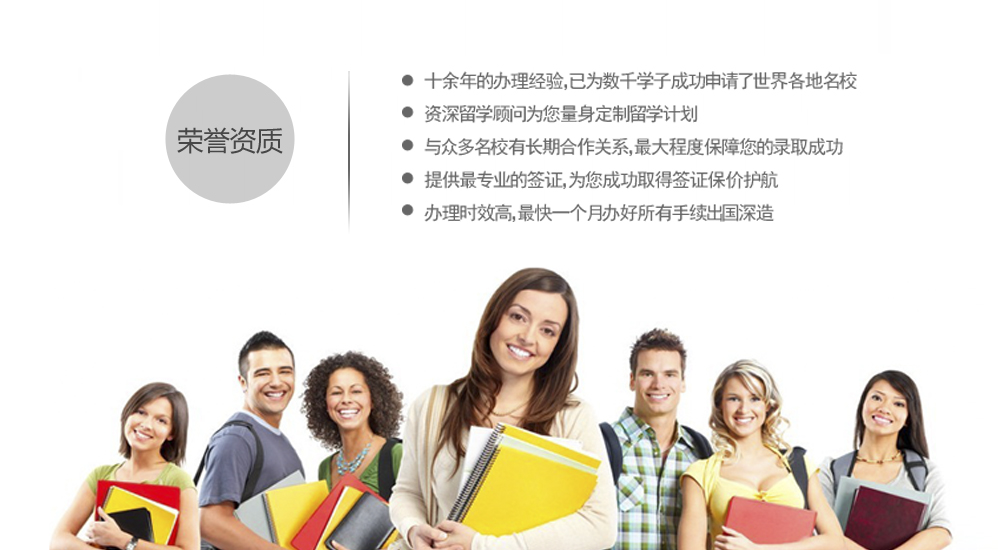 荣誉资质
十余年的办理经验,已为数千学子成功申请了世界各地名校
资深留学顾问为您量身定制留学计划
与众多名校有长期合作关系,最大程度保障您的录取成功
提供最专业的签证,为您成功取得签证保价护航
办理时效高,最快一个月办好所有手续出国深造